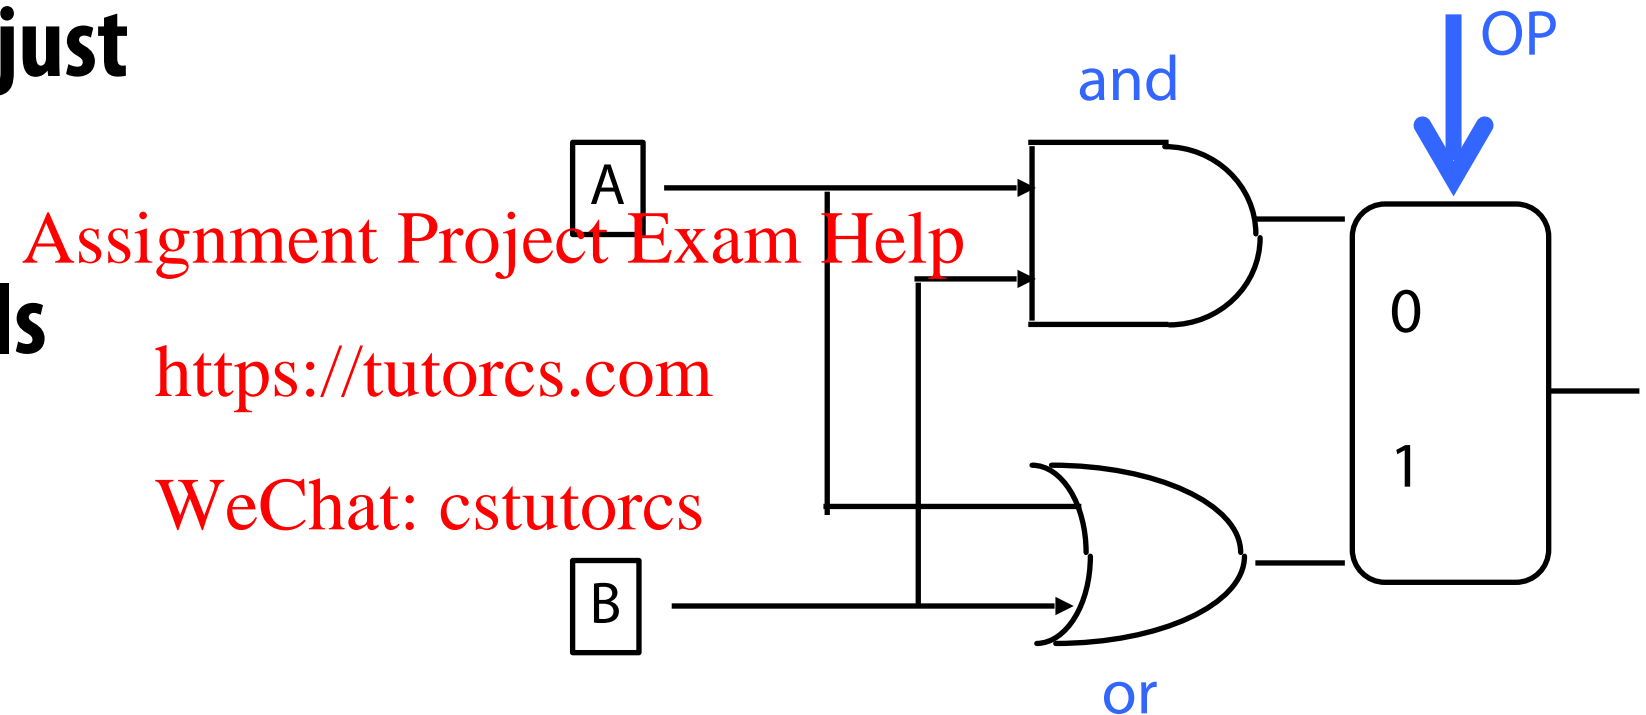 just
OP
and
A
Assignment Project Exam Help
0
ls
https://tutorcs.com
1
WeChat: cstutorcs
B
or